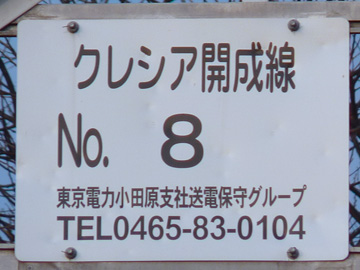 クレシア開成線
No. 8
東京電力小田原支社送電保守グループ
TEL0465-83-0104